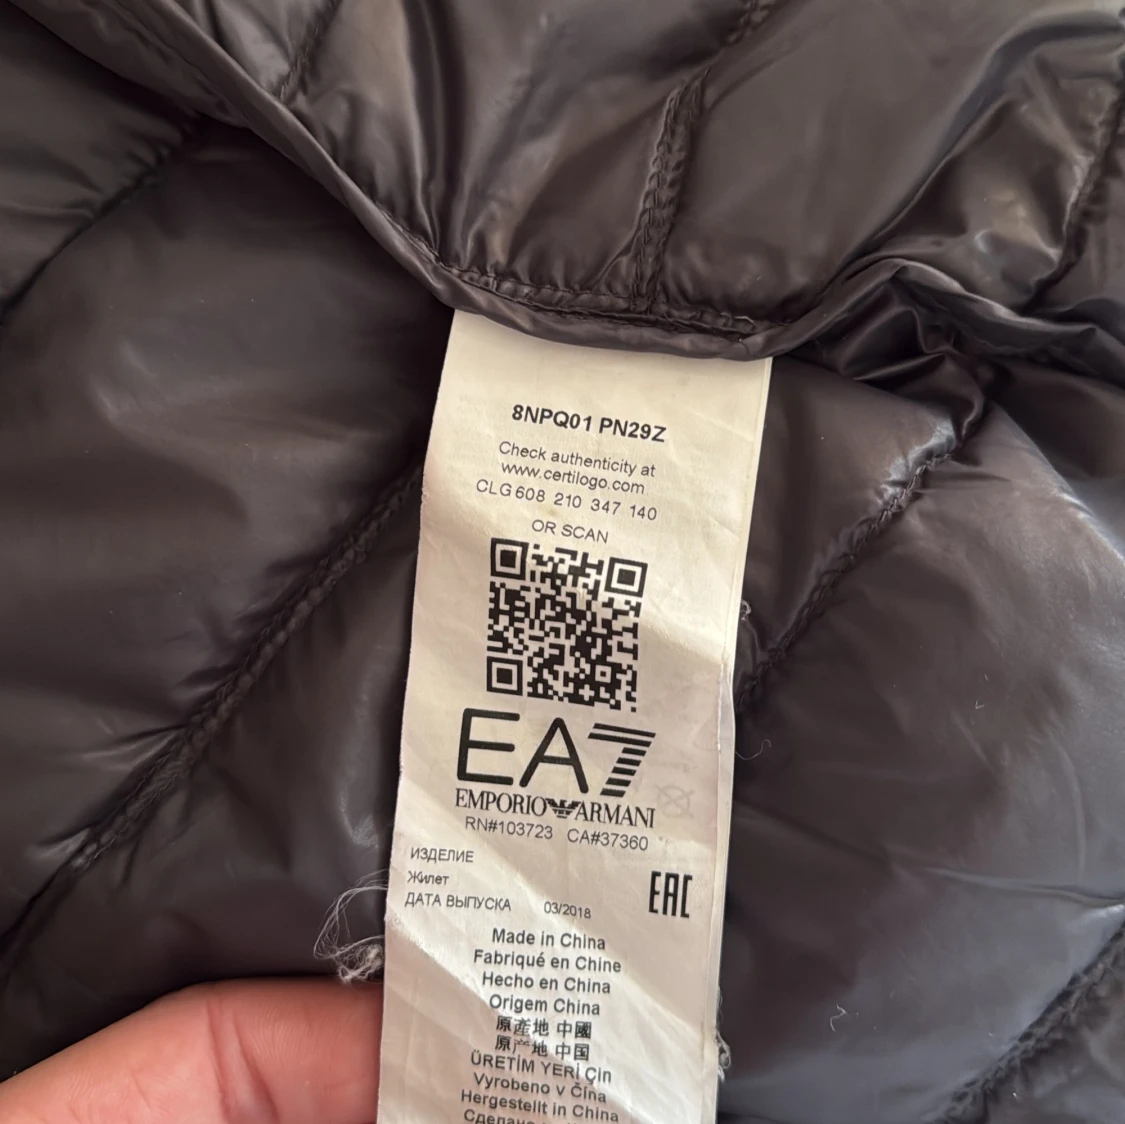 8NPQ01 PN29Z
Check authenticity at
www.certilogo.com
CLG 608 210 347 140
OR SCAN
EA7
EMPORIO ARMANI
RN#103723 CA#37360
ИЗДЕЛИЕ
Жилет
ДАТА ВЫПУСКА 03/2018
EAC
Made in China
Fabriqué en Chine
Hecho en China
Origem China
原產地 中國
原产地 中国
ÜRETİM YERİ Çin
Vyrobeno v Čína
Hergestellt in China